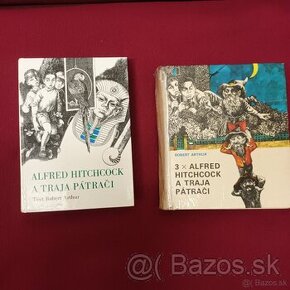 ALFRED HITCHCOCK
A TRAJA PÁTRAČI
Text Robert Arthur
ROBERT ARTHUR
3 × ALFRED
HITCHCOCK
A TRAJA
PÁTRAČI
Bazos.sk